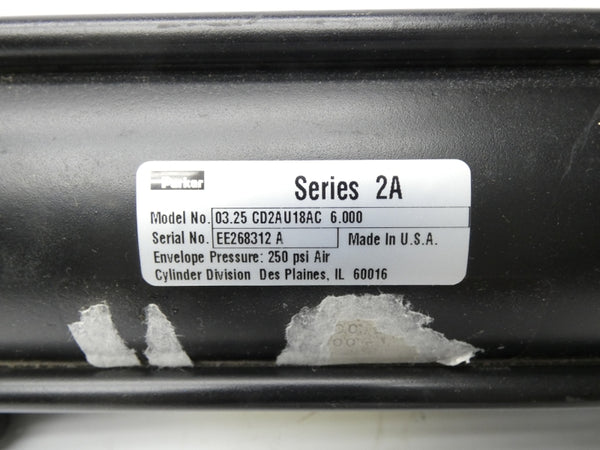 Parker
Series 2A
Model No. 03.25 CD2AU18AC 6.000
Serial No. EE268312 A Made In U.S.A.
Envelope Pressure: 250 psi Air
Cylinder Division Des Plaines, IL 60016